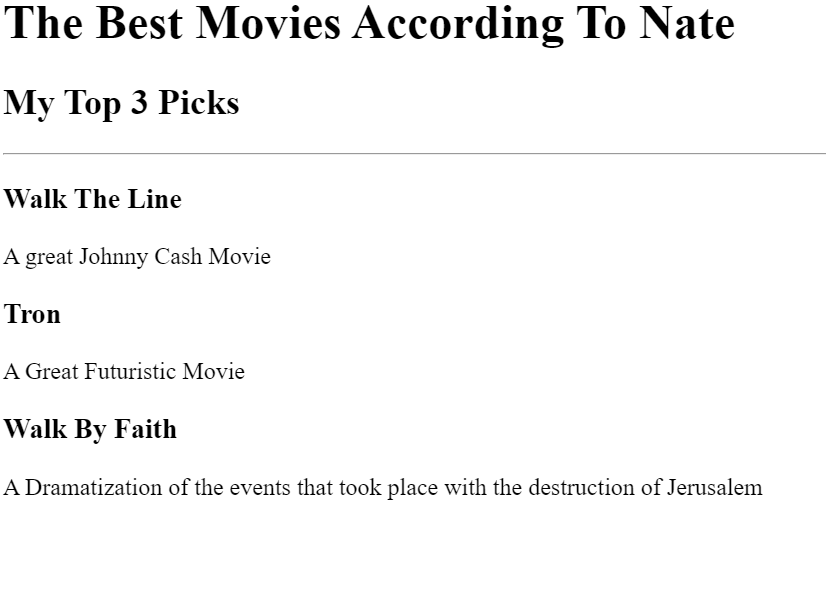 The Best Movies According To Nate
My Top 3 Picks
Walk The Line
A great Johnny Cash Movie
Tron
A Great Futuristic Movie
Walk By Faith
A Dramatization of the events that took place with the destruction of Jerusalem